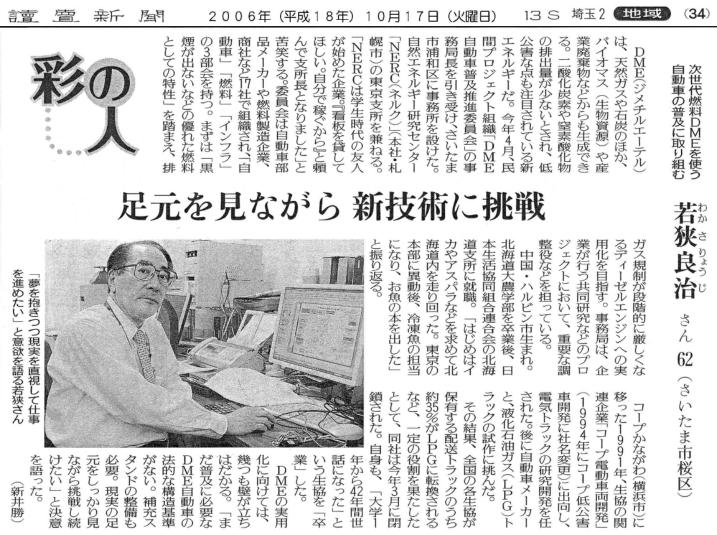 讀賣新聞
2006年(平成18年)10月17日(火曜日)
13S 埼玉2 地域 (34)
彩の人
次世代燃料DMEを使う
自動車の普及に取り組む
若狭良治さん 62(さいたま市桜区)
わか さ りょう じ
足元を見ながら 新技術に挑戦
DME(ジメチルエーテル)
は、天然ガスや石炭のほか、
バイオマス(生物資源)や産
業廃棄物などからも生成でき
る。二酸化炭素や窒素酸化物
の排出量が少ないとされ、低
公害な点も注目されている新
エネルギーだ。今年4月、民
間プロジェクト組織「DME
自動車普及推進委員会」の事
務局長を引き受け、さいたま
市浦和区に事務所を設けた。
自然エネルギー研究センター
「NERC(ネルク)」(本社・札
幌市)の東京支所を兼ねる。
「NERCは学生時代の友人
が始めた企業。『看板を貸して
ほしい。自分で稼ぐから』と頼
んで支所長となりました」と
苦笑する。委員会は自動車部
品メーカーや燃料製造企業、
商社など17社で組織され、「自
動車」「燃料」「インフラ」
の3部会を持つ。まずは「黒
煙が出ないなどの優れた燃料
としての特性」を踏まえ、排
ガス規制が段階的に厳しくな
るディーゼルエンジンへの実
用化を目指す。事務局は、企
業が行う共同研究などのプロ
ジェクトにおいて、重要な調
整役などを担っている。
中国・ハルビン市生まれ。
北海道大農学部を卒業後、日
本生活協同組合連合会の北海
道支所に就職。「はじめはイ
カやアスパラなどを求めて北
海道内を走り回った。東京の
本部に異動後、冷凍魚の担当
になり、お魚の本を出した」
と振り返る。
コープかながわ(横浜市)に
移った1991年、生協の関
連企業「コープ電動車両開発」
(1994年にコープ低公害
車開発に社名変更)に出向し、
電気トラックの研究開発を任
された。後に自動車メーカー
と、液化石油ガス(LPG)ト
ラックの試作に挑んだ。
その結果、全国の各生協が
保有する配送トラックのうち
約35%がLPGに転換される
など、一定の役割を果たした
として、同社は今年3月に閉
鎖された。自身も、「大学1
年から42年間世
話になった」と
いう生協を「卒
業」した。
DMEの実用
化に向けては、
幾つも壁が立ち
はだかる。「ま
だ普及に必要な
DME自動車の
法的な構造基準
がない。補充ス
タンドの整備も
必要。現実の足
元をしっかり見
ながら挑戦し続
けたい」と決意
を語った。
(新井勝)
「夢を抱きつつ現実を直視して仕事
を進めたい」と意欲を語る若狭さん